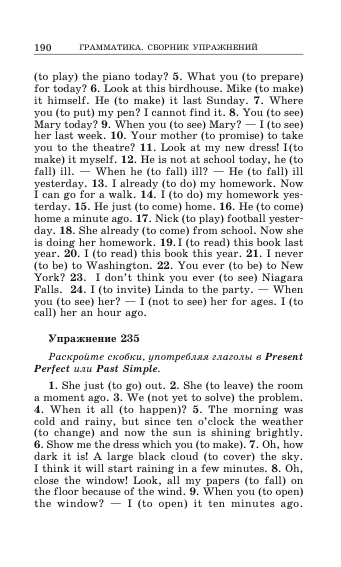 190 ГРАММАТИКА. СБОРНИК УПРАЖНЕНИЙ
(to play) the piano today? 5. What you (to prepare)
for today? 6. Look at this birdhouse. Mike (to make)
it himself. He (to make) it last Sunday. 7. Where
you (to put) my pen? I cannot find it. 8. You (to see)
Mary today? 9. When you (to see) Mary? — I (to see)
her last week. 10. Your mother (to promise) to take
you to the theatre? 11. Look at my new dress! I(to
make) it myself. 12. He is not at school today, he (to
fall) ill. — When he (to fall) ill? — He (to fall) ill
yesterday. 13. I already (to do) my homework. Now
I can go for a walk. 14. I (to do) my homework yes-
terday. 15. He just (to come) home. 16. He (to come)
home a minute ago. 17. Nick (to play) football yester-
day. 18. She already (to come) from school. Now she
is doing her homework. 19.I (to read) this book last
year. 20. I (to read) this book this year. 21. I never
(to be) to Washington. 22. You ever (to be) to New
York? 23. I don't think you ever (to see) Niagara
Falls. 24. I (to invite) Linda to the party. — When
you (to see) her? — I (not to see) her for ages. I (to
call) her an hour ago.
Упражнение 235
Раскройте скобки, употребляя глаголы в Present
Perfect или Past Simple.
1. She just (to go) out. 2. She (to leave) the room
a moment ago. 3. We (not yet to solve) the problem.
4. When it all (to happen)? 5. The morning was
cold and rainy, but since ten o'clock the weather
(to change) and now the sun is shining brightly.
6. Show me the dress which you (to make). 7. Oh, how
dark it is! A large black cloud (to cover) the sky.
I think it will start raining in a few minutes. 8. Oh,
close the window! Look, all my papers (to fall) on
the floor because of the wind. 9. When you (to open)
the window? — I (to open) it ten minutes ago.